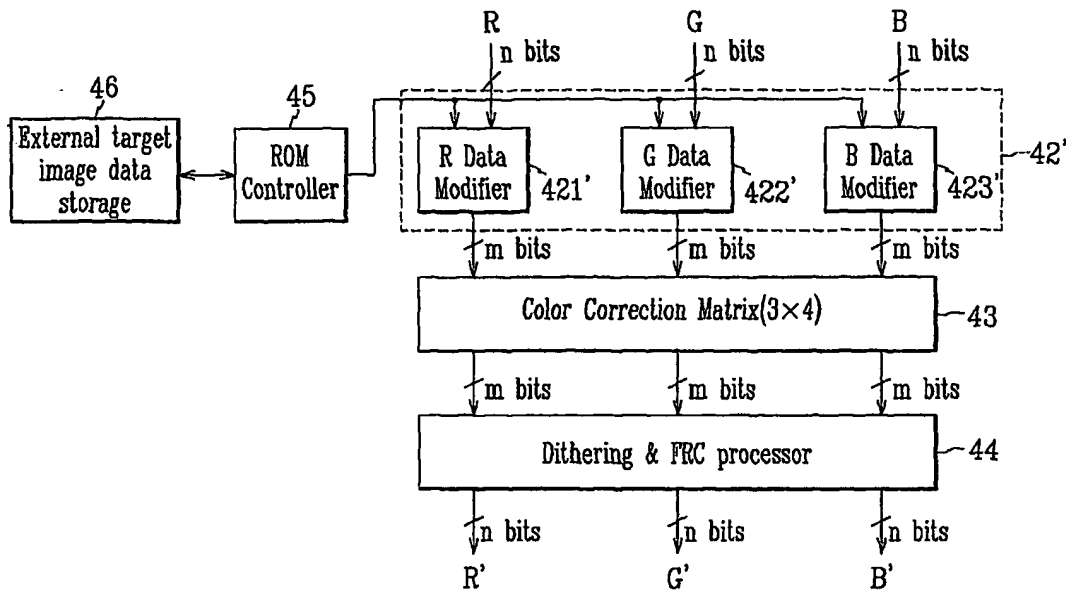 R G B
n bits n bits n bits
46 45
External target
image data
storage
ROM
Controller
R Data
Modifier
421'
G Data
Modifier
422'
B Data
Modifier
423'
42'
m bits m bits m bits
Color Correction Matrix(3×4)
43
m bits m bits m bits
Dithering & FRC processor
44
n bits n bits n bits
R' G' B'